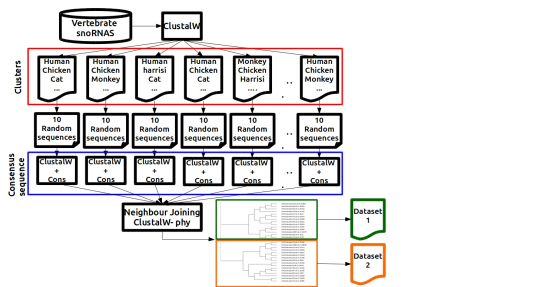 Vertebrate
snoRNAS
ClustalW
Clusters
Human
Chicken
Cat
...
Human
Chicken
Monkey
...
Human
harrisi
Cat
...
Cat
Human
Chicken
...
Monkey
Chicken
Harrisi
....
Human
Chicken
Monkey
...
..
.
10
Random
sequences
10
Random
sequences
10
Random
sequences
10
Random
sequences
10
Random
sequences
10
Random
sequences
..
.
Consensus
sequence
ClustalW
+
Cons
ClustalW
+
Cons
ClustalW
+
Cons
ClustalW
+
Cons
ClustalW
+
Cons
ClustalW
+
Cons
..
.
Neighbour Joining
ClustalW- phy
Dataset
1
Dataset
2